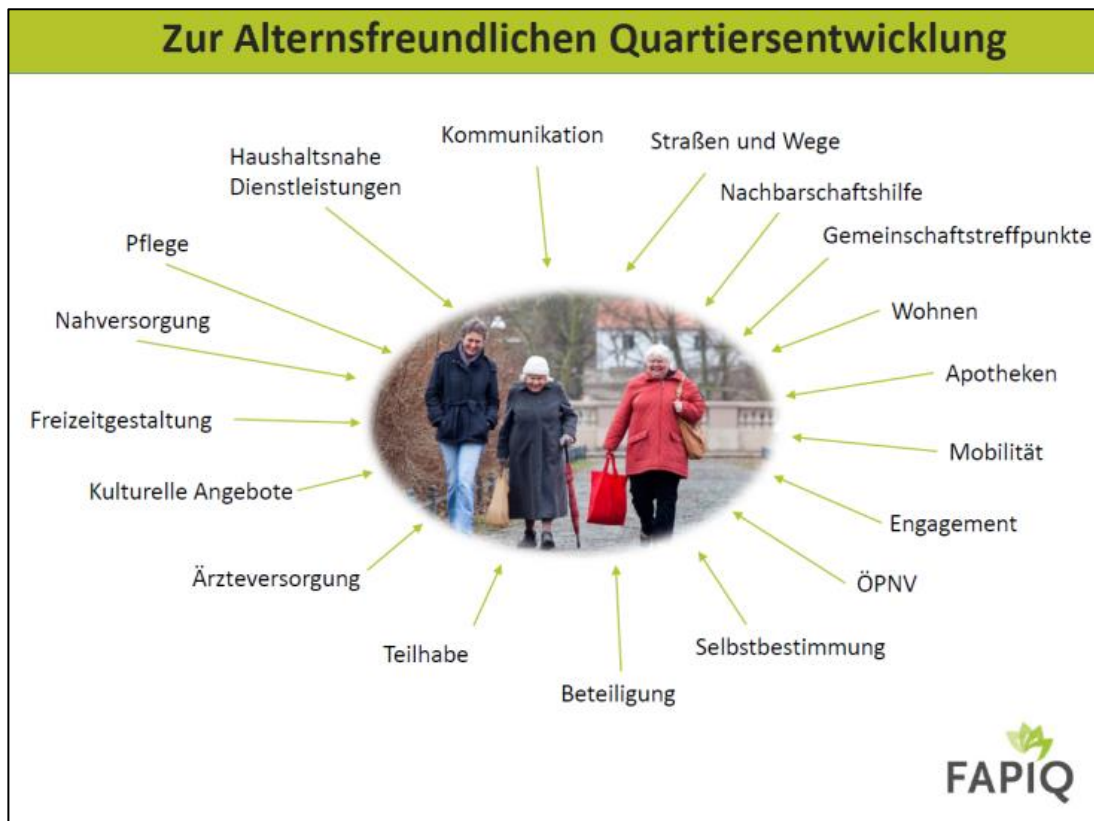 Zur Alternsfreundlichen Quartiersentwicklung
Kommunikation
Straßen und Wege
Haushaltsnahe
Dienstleistungen
Nachbarschaftshilfe
Pflege
Gemeinschaftstreffpunkte
Nahversorgung
Wohnen
Apotheken
Freizeitgestaltung
Mobilität
Kulturelle Angebote
Engagement
Ärzteversorgung
ÖPNV
Teilhabe
Selbstbestimmung
Beteiligung
FAPIQ